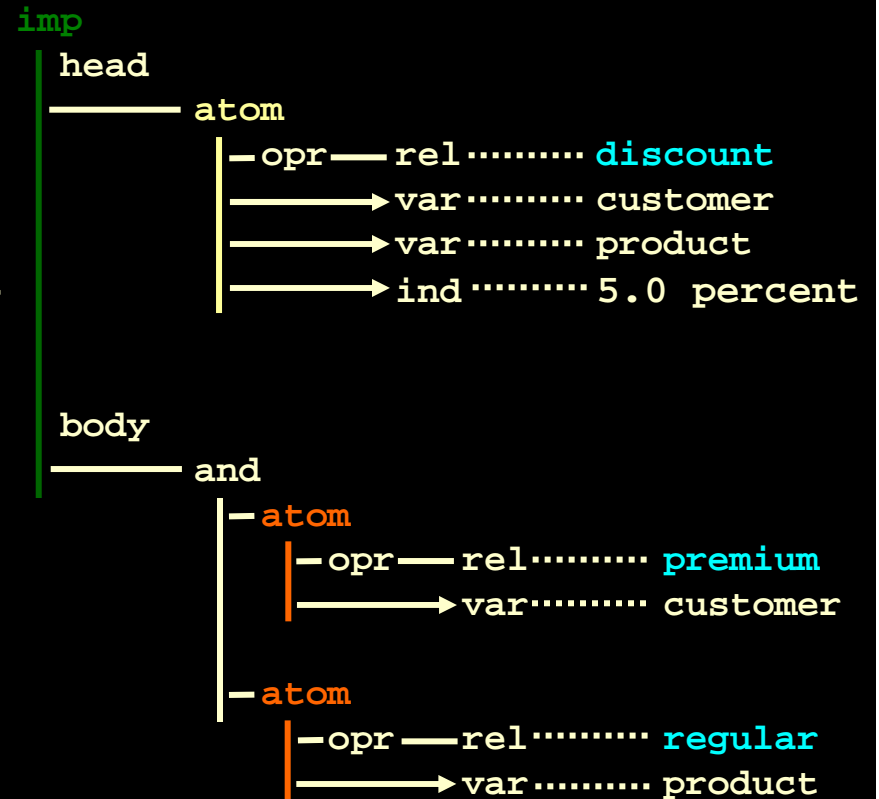 imp
head
atom
opr rel .......... discount
var .......... customer
var .......... product
ind .......... 5.0 percent
body
and
atom
opr rel .......... premium
var .......... customer
atom
opr rel .......... regular
var .......... product